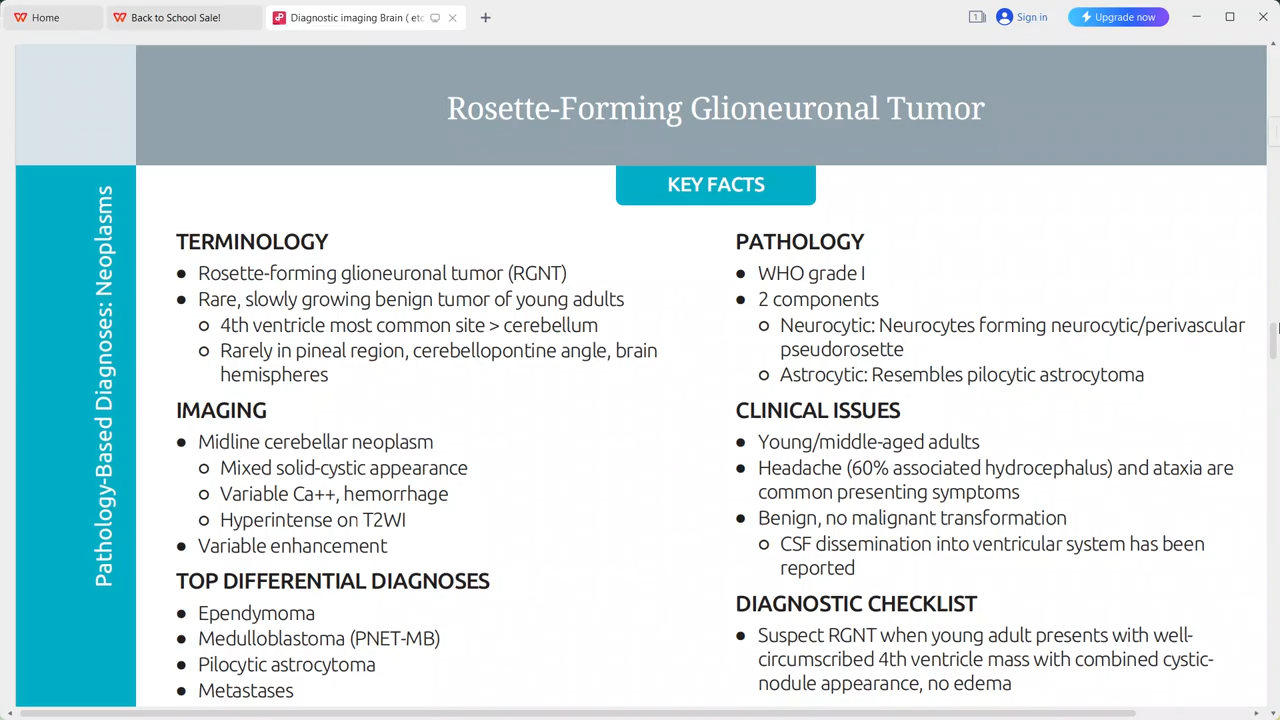 Home
Back to School Sale!
Diagnostic imaging Brain ( etc
1
Sign in
Upgrade now
Rosette-Forming Glioneuronal Tumor
KEY FACTS
Pathology-Based Diagnoses: Neoplasms
TERMINOLOGY
● Rosette-forming glioneuronal tumor (RGNT)
● Rare, slowly growing benign tumor of young adults
○ 4th ventricle most common site > cerebellum
○ Rarely in pineal region, cerebellopontine angle, brain
hemispheres
IMAGING
● Midline cerebellar neoplasm
○ Mixed solid-cystic appearance
○ Variable Ca++, hemorrhage
○ Hyperintense on T2WI
● Variable enhancement
TOP DIFFERENTIAL DIAGNOSES
● Ependymoma
● Medulloblastoma (PNET-MB)
● Pilocytic astrocytoma
● Metastases
PATHOLOGY
● WHO grade I
● 2 components
○ Neurocytic: Neurocytes forming neurocytic/perivascular
pseudorosette
○ Astrocytic: Resembles pilocytic astrocytoma
CLINICAL ISSUES
● Young/middle-aged adults
● Headache (60% associated hydrocephalus) and ataxia are
common presenting symptoms
● Benign, no malignant transformation
○ CSF dissemination into ventricular system has been
reported
DIAGNOSTIC CHECKLIST
● Suspect RGNT when young adult presents with well-
circumscribed 4th ventricle mass with combined cystic-
nodule appearance, no edema